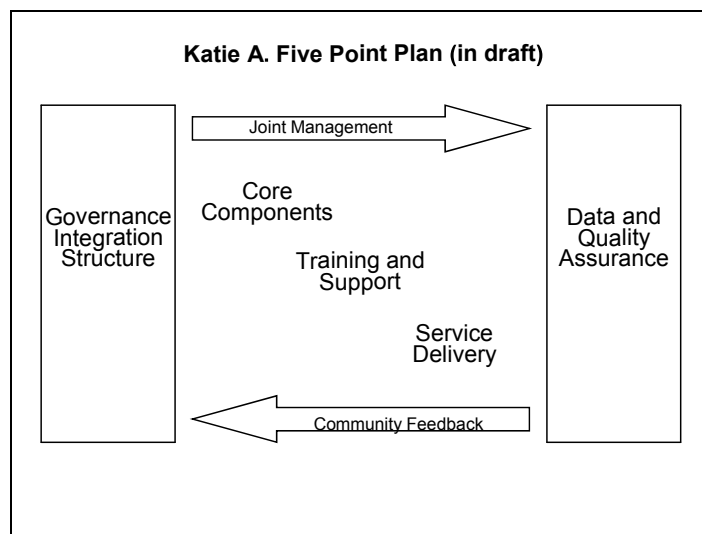 Katie A. Five Point Plan (in draft)
Joint Management
Governance
Integration
Structure
Core
Components
Training and
Support
Service
Delivery
Data and
Quality
Assurance
Community Feedback